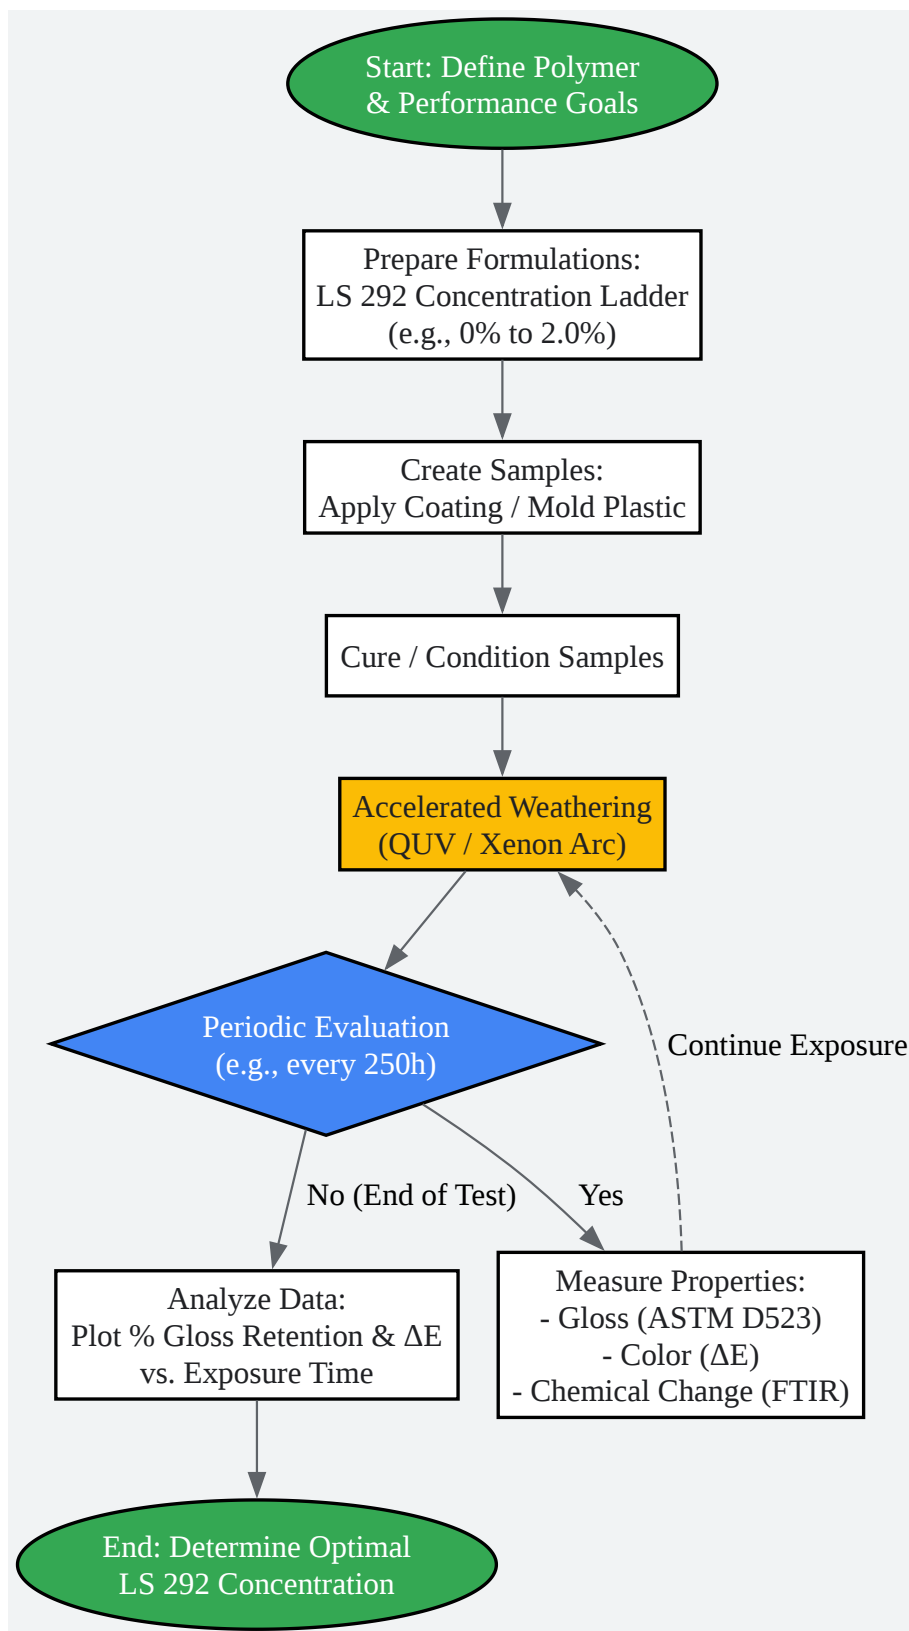 Start: Define Polymer
& Performance Goals
Prepare Formulations:
LS 292 Concentration Ladder
(e.g., 0% to 2.0%)
Create Samples:
Apply Coating / Mold Plastic
Cure / Condition Samples
Accelerated Weathering
(QUV / Xenon Arc)
Periodic Evaluation
(e.g., every 250h)
Continue Exposure
No (End of Test)
Yes
Analyze Data:
Plot % Gloss Retention & ΔE
vs. Exposure Time
Measure Properties:
- Gloss (ASTM D523)
- Color (ΔE)
- Chemical Change (FTIR)
End: Determine Optimal
LS 292 Concentration